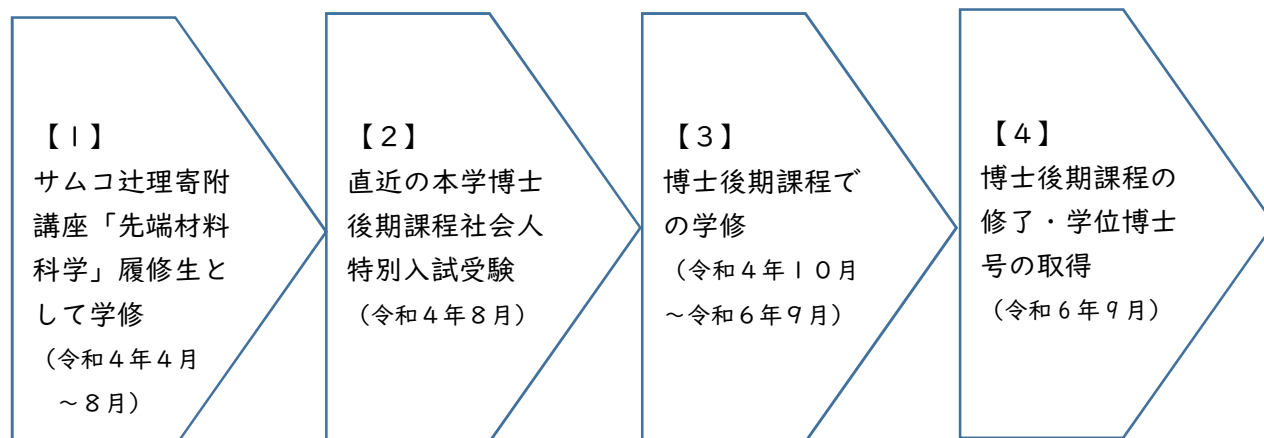 【１】
サムコ辻理寄附
講座「先端材料
科学」履修生と
して学修
（令和４年４月
～８月）
【２】
直近の本学博士
後期課程社会人
特別入試受験
（令和４年８月）
【３】
博士後期課程で
の学修
（令和４年１０月
～令和６年９月）
【４】
博士後期課程の
修了・学位博士
号の取得
（令和６年９月）